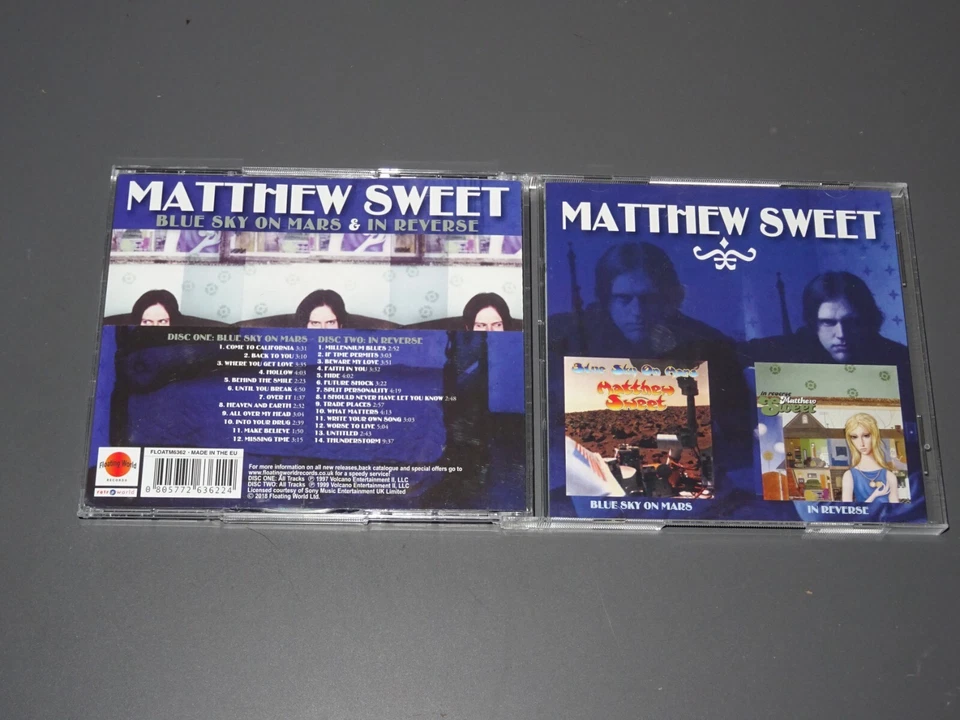 MATTHEW SWEET
BLUE SKY ON MARS & IN REVERSE
DISC ONE: BLUE SKY ON MARS
1. COME TO CALIFORNIA 3:31
2. BACK TO YOU 3:10
3. WHERE YOU GET LOVE 3:35
4. HOLLOW 4:03
5. BEHIND THE SMILE 2:23
6. UNTIL YOU BREAK 4:50
7. OVER IT 1:37
8. HEAVEN AND EARTH 2:32
9. ALL OVER MY HEAD 3:04
10. INTO YOUR DRUG 2:39
11. MAKE BELIEVE 1:50
12. MISSING TIME 3:15
DISC TWO: IN REVERSE
1. MILLENNIUM BLUES 2:52
2. IF TIME PERMITS 3:03
3. BEWARE MY LOVE 3:51
4. FAITH IN YOU 3:32
5. HIDE 4:02
6. FUTURE SHOCK 3:22
7. SPLIT PERSONALITY 4:19
8. I SHOULD NEVER HAVE LET YOU KNOW 2:48
9. TRADE PLACES 2:57
10. WHAT MATTERS 4:13
11. WRITE YOUR OWN SONG 3:03
12. WORSE TO LIVE 5:04
13. UNTITLED 2:43
14. THUNDERSTORM 9:37
Floating World
RECORDS
retroworld
FLOATM6362 • MADE IN THE EU
0 805772 636224
For more information on all new releases,back catalogue and special offers go to
www.floatingworldrecords.co.uk for a speedy service!
DISC ONE: All Tracks ℗ 1997 Volcano Entertainment II, LLC
DISC TWO: All Tracks ℗ 1999 Volcano Entertainment II, LLC
Licensed courtesy of Sony Music Entertainment UK Limited
© 2018 Floating World Ltd.
MATTHEW SWEET
Blue Sky On Mars
Matthew
Sweet
in reverse
Matthew
Sweet
BLUE SKY ON MARS
IN REVERSE